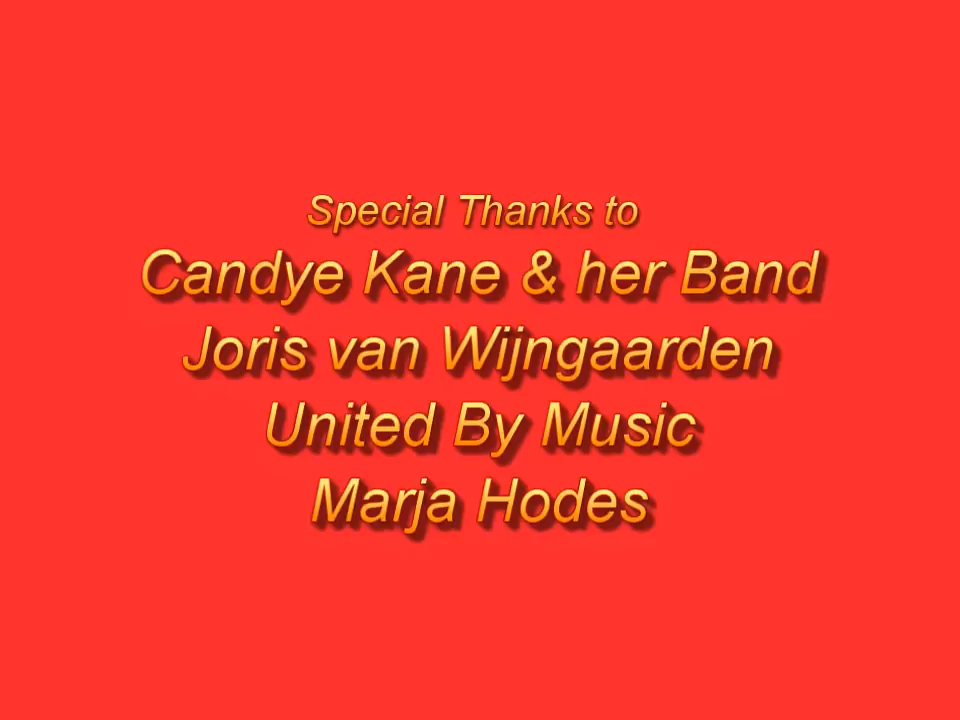 Special Thanks to
Candye Kane & her Band
Joris van Wijngaarden
United By Music
Marja Hodes